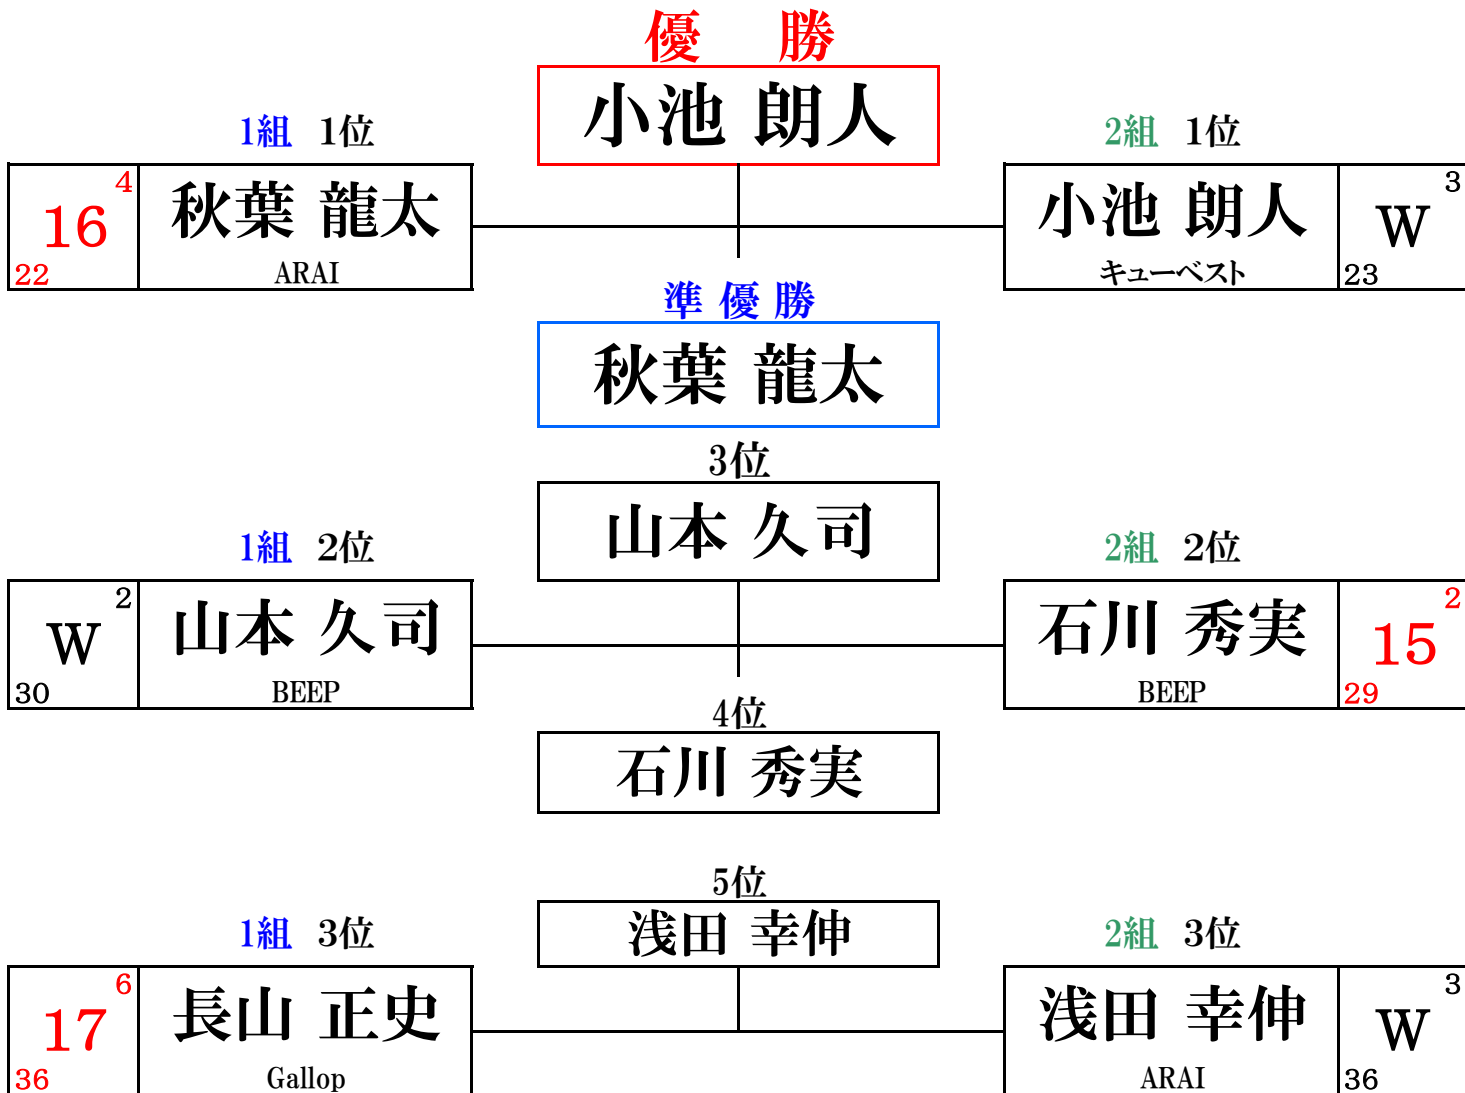 優 勝
小池 朗人
1組 1位
2組 1位
4
16
22
秋葉 龍太
ARAI
小池 朗人
キューベスト
3
W
23
準 優 勝
秋葉 龍太
3位
山本 久司
1組 2位
2組 2位
2
W
30
山本 久司
BEEP
石川 秀実
BEEP
2
15
29
4位
石川 秀実
5位
浅田 幸伸
1組 3位
2組 3位
6
17
36
長山 正史
Gallop
浅田 幸伸
ARAI
3
W
36